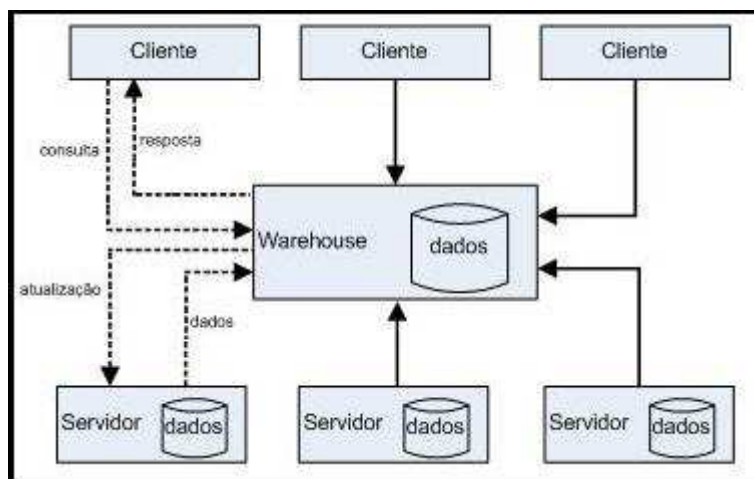 Cliente
Cliente
Cliente
resposta
consulta
Warehouse
dados
atualização
dados
Servidor
dados
Servidor
dados
Servidor
dados